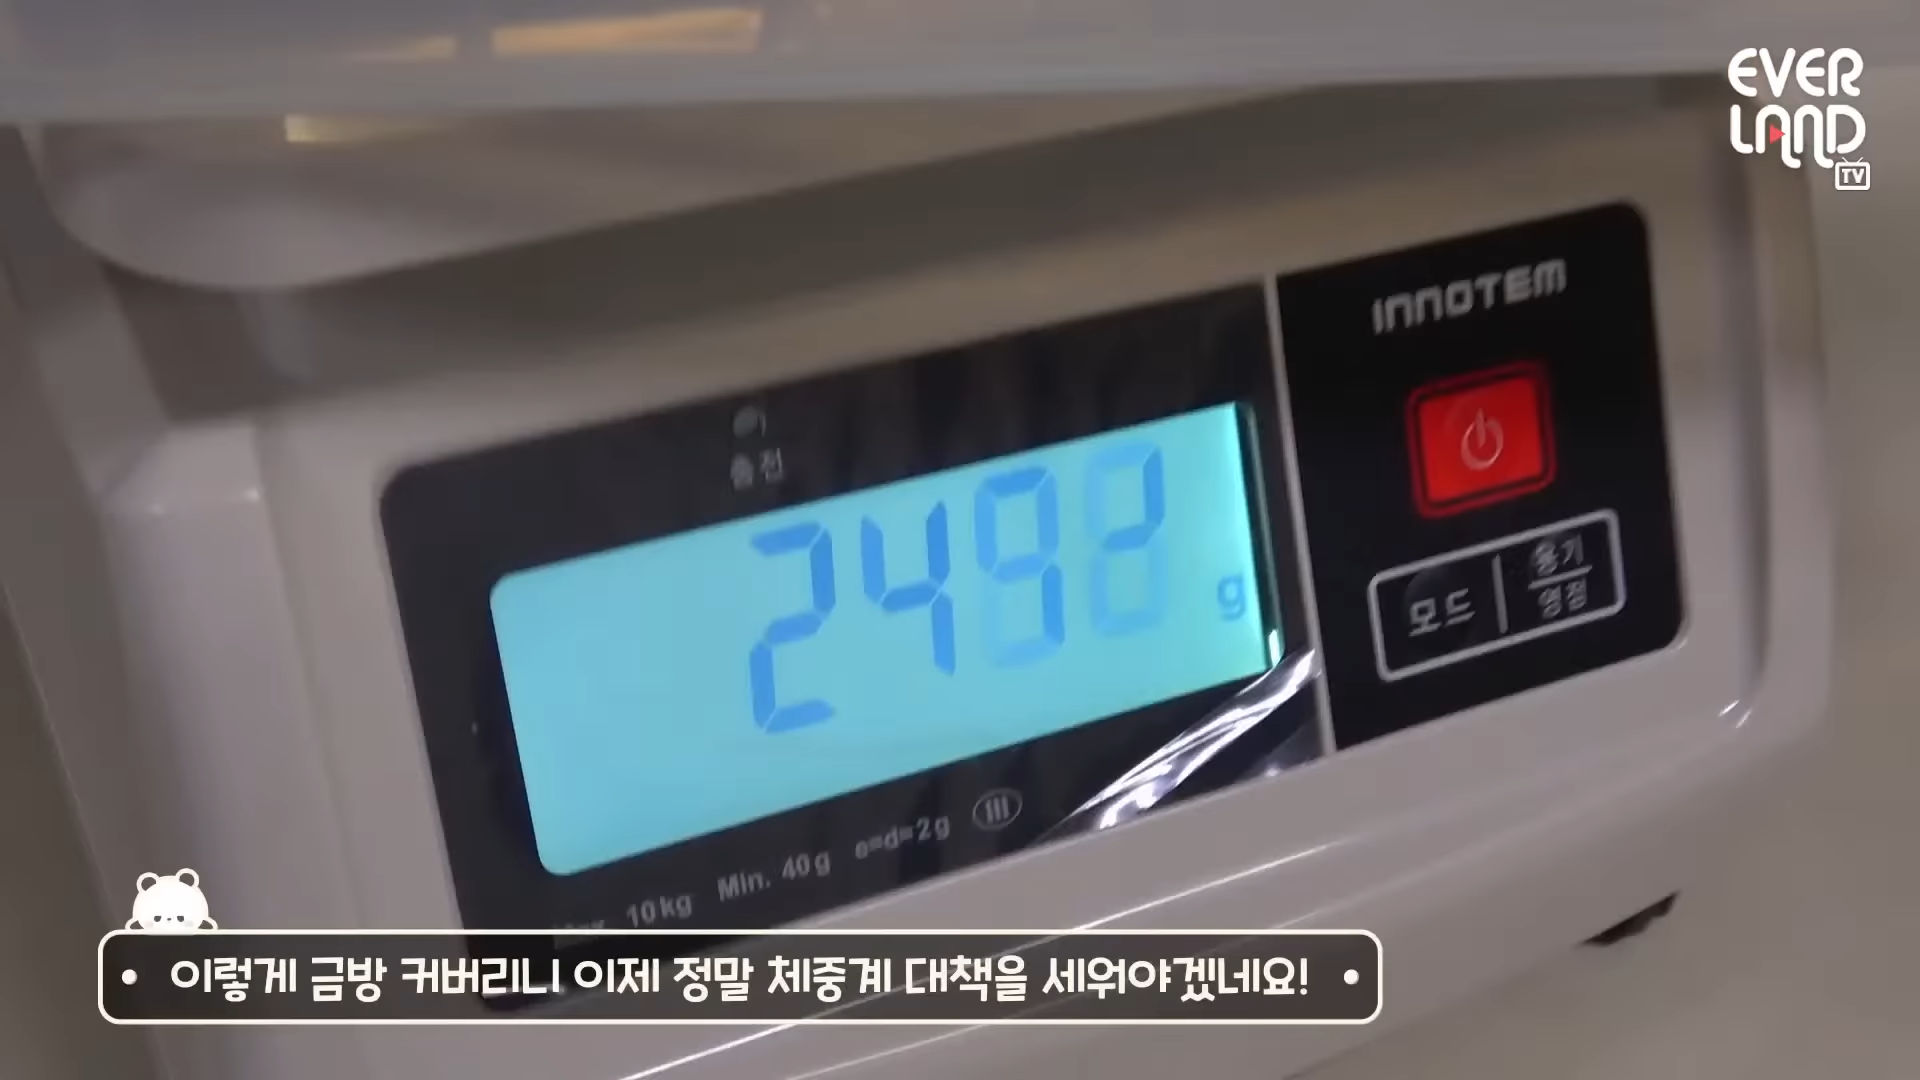 EVER
LAND
TV
INNOTEM
충전
g
모드
용기
영점
10kg Min. 40g e=d=2g III
이렇게 금방 커버리니 이제 정말 체중계 대책을 세워야겠네요!